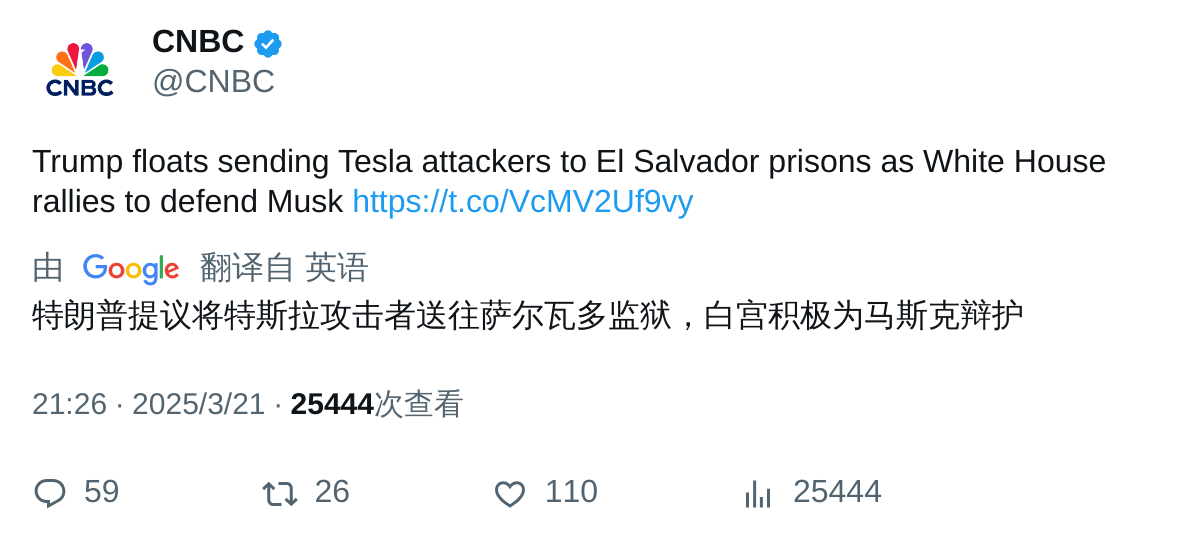 CNBC
CNBC
@CNBC
Trump floats sending Tesla attackers to El Salvador prisons as White House
rallies to defend Musk https://t.co/VcMV2Uf9vy
由 Google 翻译自 英语
特朗普提议将特斯拉攻击者送往萨尔瓦多监狱，白宫积极为马斯克辩护
21:26 · 2025/3/21 · 25444次查看
59 26 110 25444